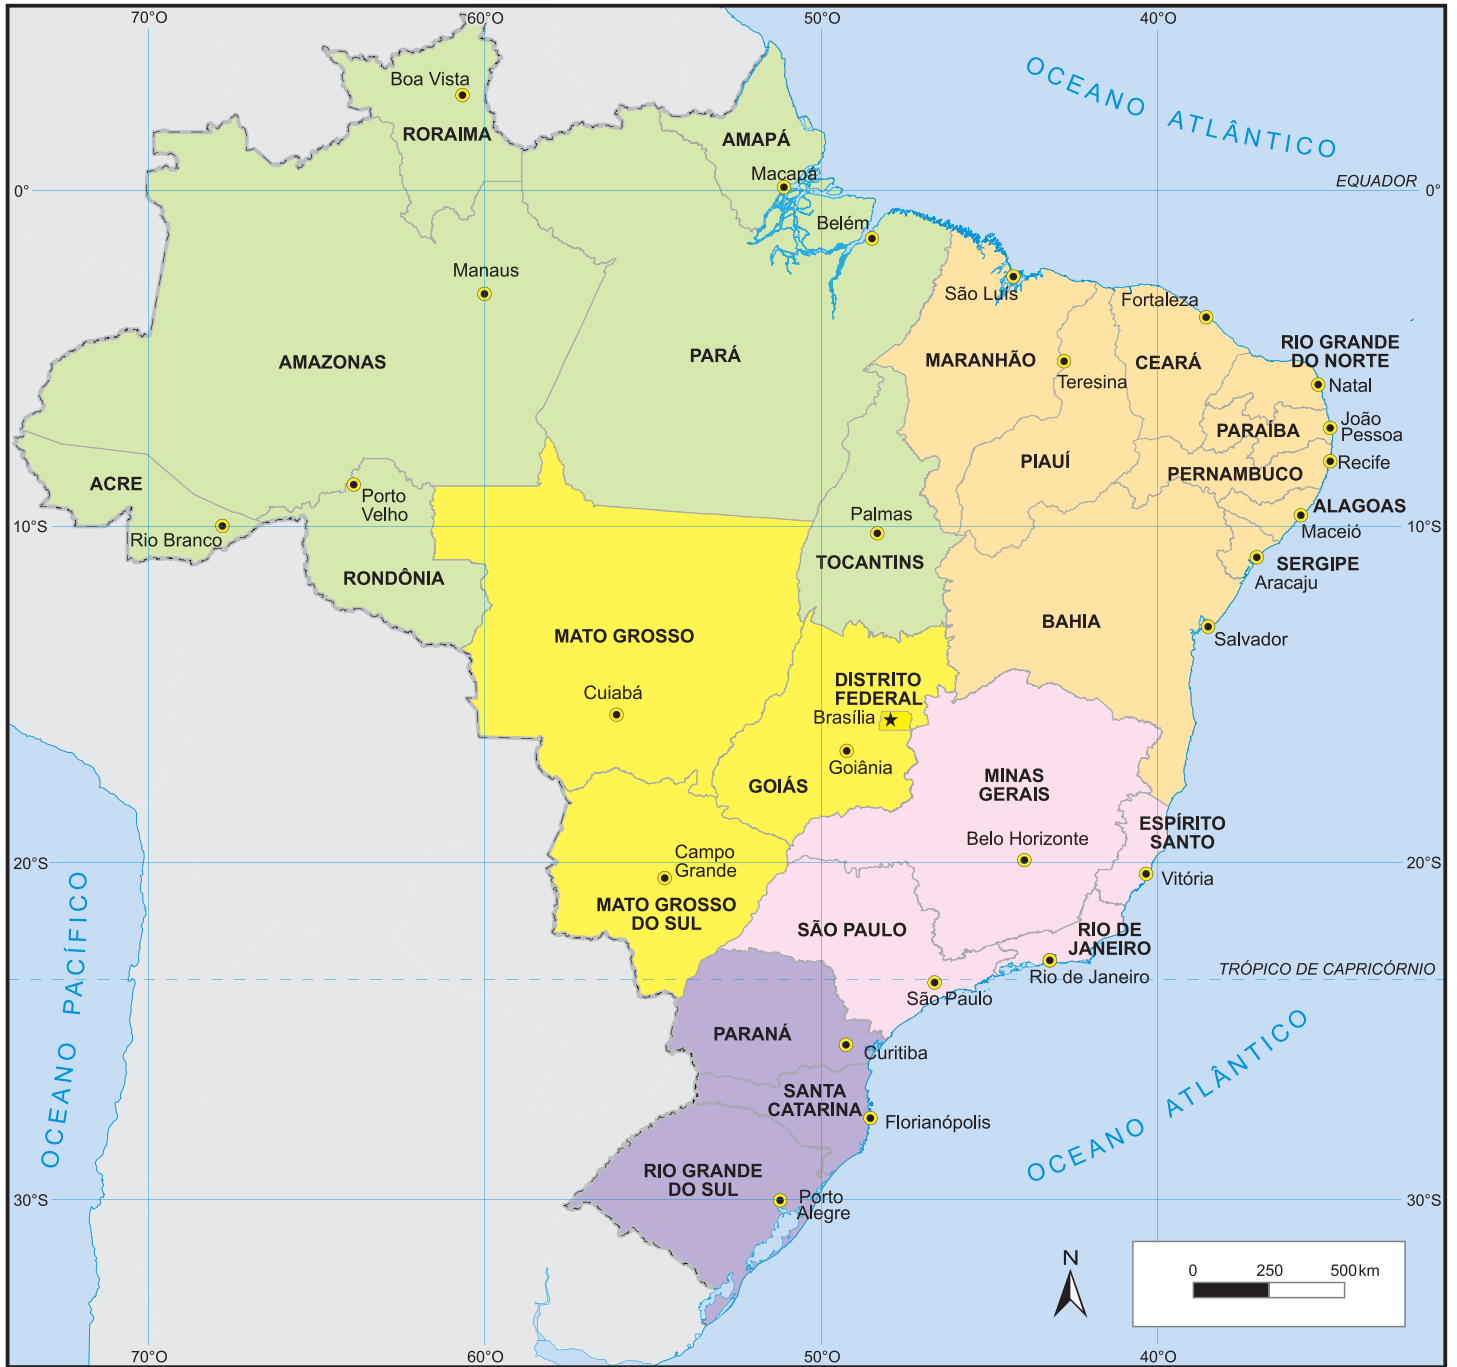 70°O
60°O
50°O
40°O
OCEANO ATLÂNTICO
Boa Vista
RORAIMA
AMAPÁ
Macapá
EQUADOR
0°
0°
Belém
Manaus
São Luís
Fortaleza
AMAZONAS
PARÁ
MARANHÃO
Teresina
CEARÁ
RIO GRANDE
DO NORTE
Natal
João
Pessoa
PARAÍBA
PIAUÍ
PERNAMBUCO
Recife
ACRE
Porto
Velho
Rio Branco
Palmas
ALAGOAS
Maceió
10°S
10°S
RONDÔNIA
TOCANTINS
SERGIPE
Aracaju
MATO GROSSO
BAHIA
Salvador
Cuiabá
DISTRITO
FEDERAL
Brasília
Goiânia
GOIÁS
MINAS
GERAIS
ESPÍRITO
SANTO
Belo Horizonte
Campo
Grande
20°S
20°S
Vitória
MATO GROSSO
DO SUL
SÃO PAULO
RIO DE
JANEIRO
Rio de Janeiro
TRÓPICO DE CAPRICÓRNIO
São Paulo
OCEANO PACÍFICO
PARANÁ
Curitiba
SANTA
CATARINA
Florianópolis
OCEANO ATLÂNTICO
RIO GRANDE
DO SUL
Porto
Alegre
30°S
30°S
N
0 250 500 km
70°O
60°O
50°O
40°O